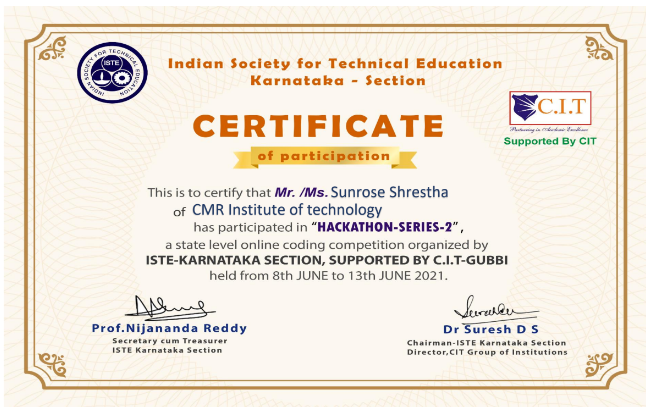 INDIAN SOCIETY FOR TECHNICAL EDUCATION
ISTE
Indian Society for Technical Education
Karnataka - Section
C.I.T
Partnering in Academic Excellence
Supported By CIT
CERTIFICATE
of participation
This is to certify that Mr. /Ms. Sunrose Shrestha
of CMR Institute of technology
has participated in “HACKATHON-SERIES-2”,
a state level online coding competition organized by
ISTE-KARNATAKA SECTION, SUPPORTED BY C.I.T-GUBBI
held from 8th JUNE to 13th JUNE 2021.
Prof.Nijananda Reddy
Secretary cum Treasurer
ISTE Karnataka Section
Dr Suresh D S
Chairman-ISTE Karnataka Section
Director,CIT Group of Institutions